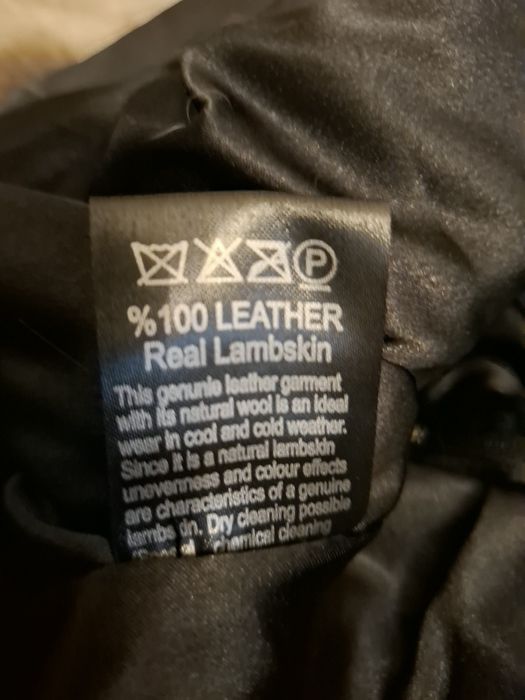 P
%100 LEATHER
Real Lambskin
This genunie leather garment
with its natural wool is an ideal
wear in cool and cold weather.
Since it is a natural lambskin
unevenness and colour effects
are characteristics of a genuine
Dry cleaning possible
chemical cleaning